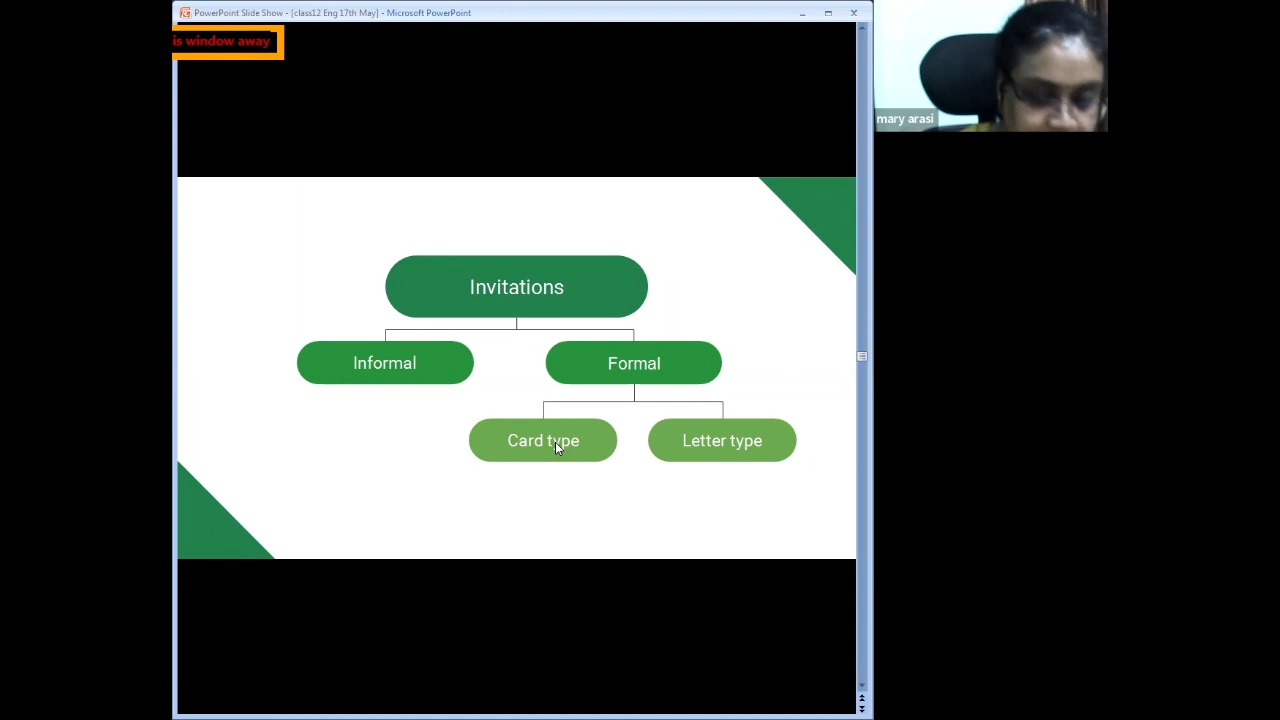 PowerPoint Slide Show - [class12 Eng 17th May] - Microsoft PowerPoint
is window away
mary arasi
Invitations
Informal
Formal
Card type
Letter type